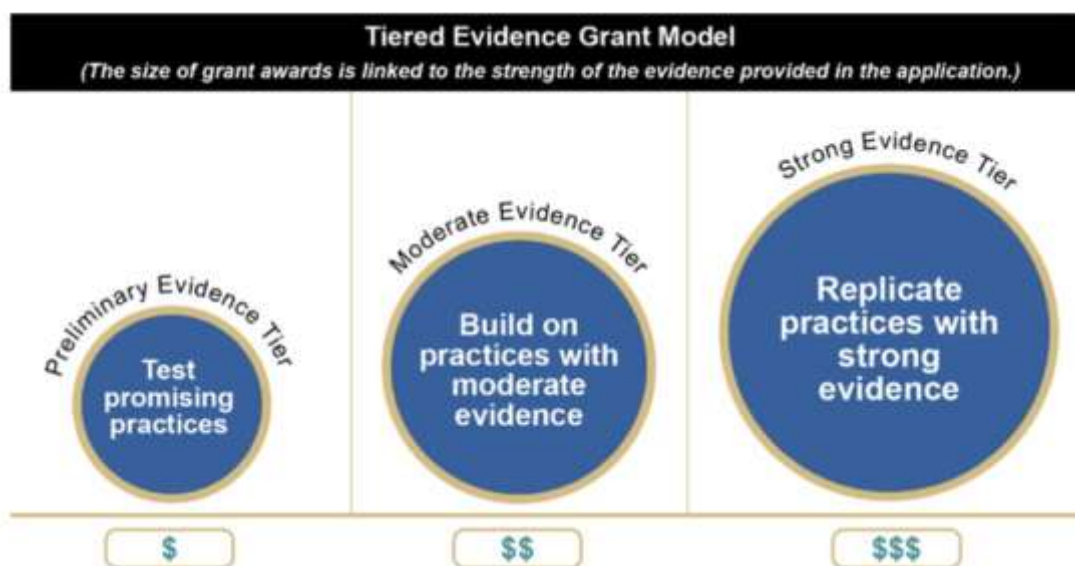 Tiered Evidence Grant Model
(The size of grant awards is linked to the strength of the evidence provided in the application.)
Preliminary Evidence Tier
Test
promising
practices
$
Moderate Evidence Tier
Build on
practices with
moderate
evidence
$$
Strong Evidence Tier
Replicate
practices with
strong
evidence
$$$